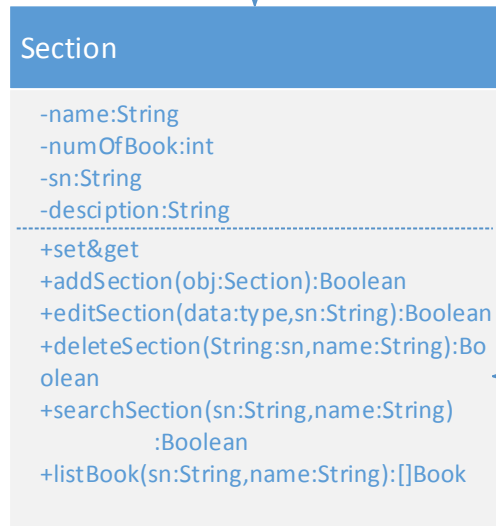 Section
-name:String
-numOfBook:int
-sn:String
-desciption:String
+set&get
+addSection(obj:Section):Boolean
+editSection(data:type,sn:String):Boolean
+deleteSection(String:sn,name:String):Bo
olean
+searchSection(sn:String,name:String)
:Boolean
+listBook(sn:String,name:String):[]Book